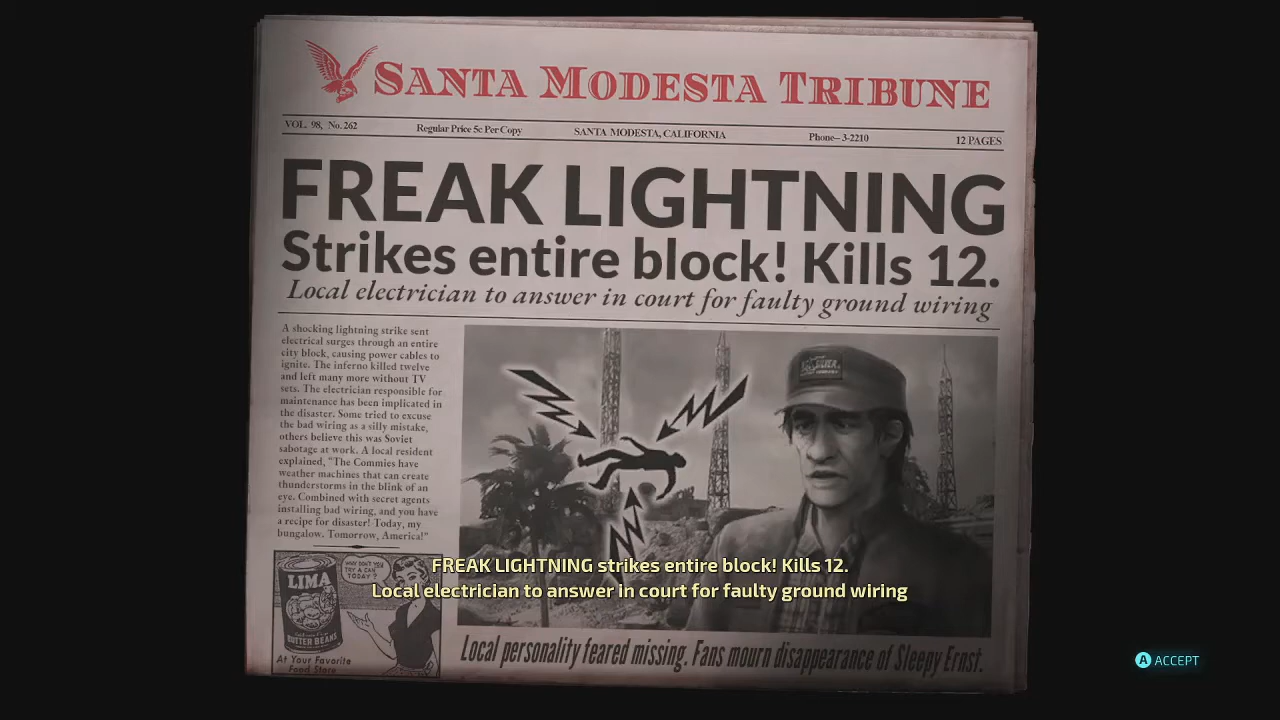 SANTA MODESTA TRIBUNE
VOL. 98, No. 262 Regular Price 5c Per Copy SANTA MODESTA, CALIFORNIA Phone– 3-2210 12 PAGES
FREAK LIGHTNING
Strikes entire block! Kills 12.
Local electrician to answer in court for faulty ground wiring
A shocking lightning strike sent
electrical surges through an entire
city block, causing power cables to
ignite. The inferno killed twelve
and left many more without TV
sets. The electrician responsible for
maintenance has been implicated in
the disaster. Some tried to excuse
the bad wiring as a silly mistake,
others believe this was Soviet
sabotage at work. A local resident
explained, "The Commies have
weather machines that can create
thunderstorms in the blink of an
eye. Combined with secret agents
installing bad wiring, and you have
a recipe for disaster! Today, my
bungalow. Tomorrow, America!"
WHY DON'T YOU
TRY A CAN
TODAY?
LIMA
BUTTER BEANS
At Your Favorite
Food Store
FREAK LIGHTNING strikes entire block! Kills 12.
Local electrician to answer in court for faulty ground wiring
Local personality feared missing. Fans mourn disappearance of Sleepy Ernst.
A ACCEPT